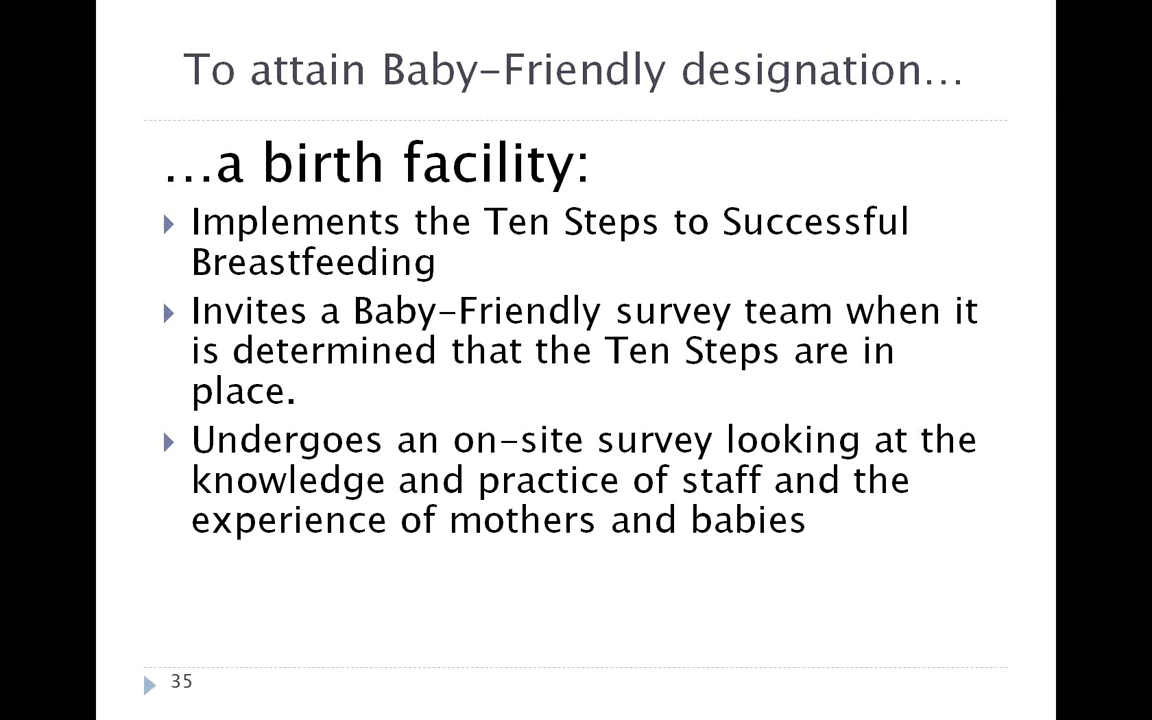 To attain Baby-Friendly designation…
…a birth facility:
Implements the Ten Steps to Successful
Breastfeeding
Invites a Baby-Friendly survey team when it
is determined that the Ten Steps are in
place.
Undergoes an on-site survey looking at the
knowledge and practice of staff and the
experience of mothers and babies
35